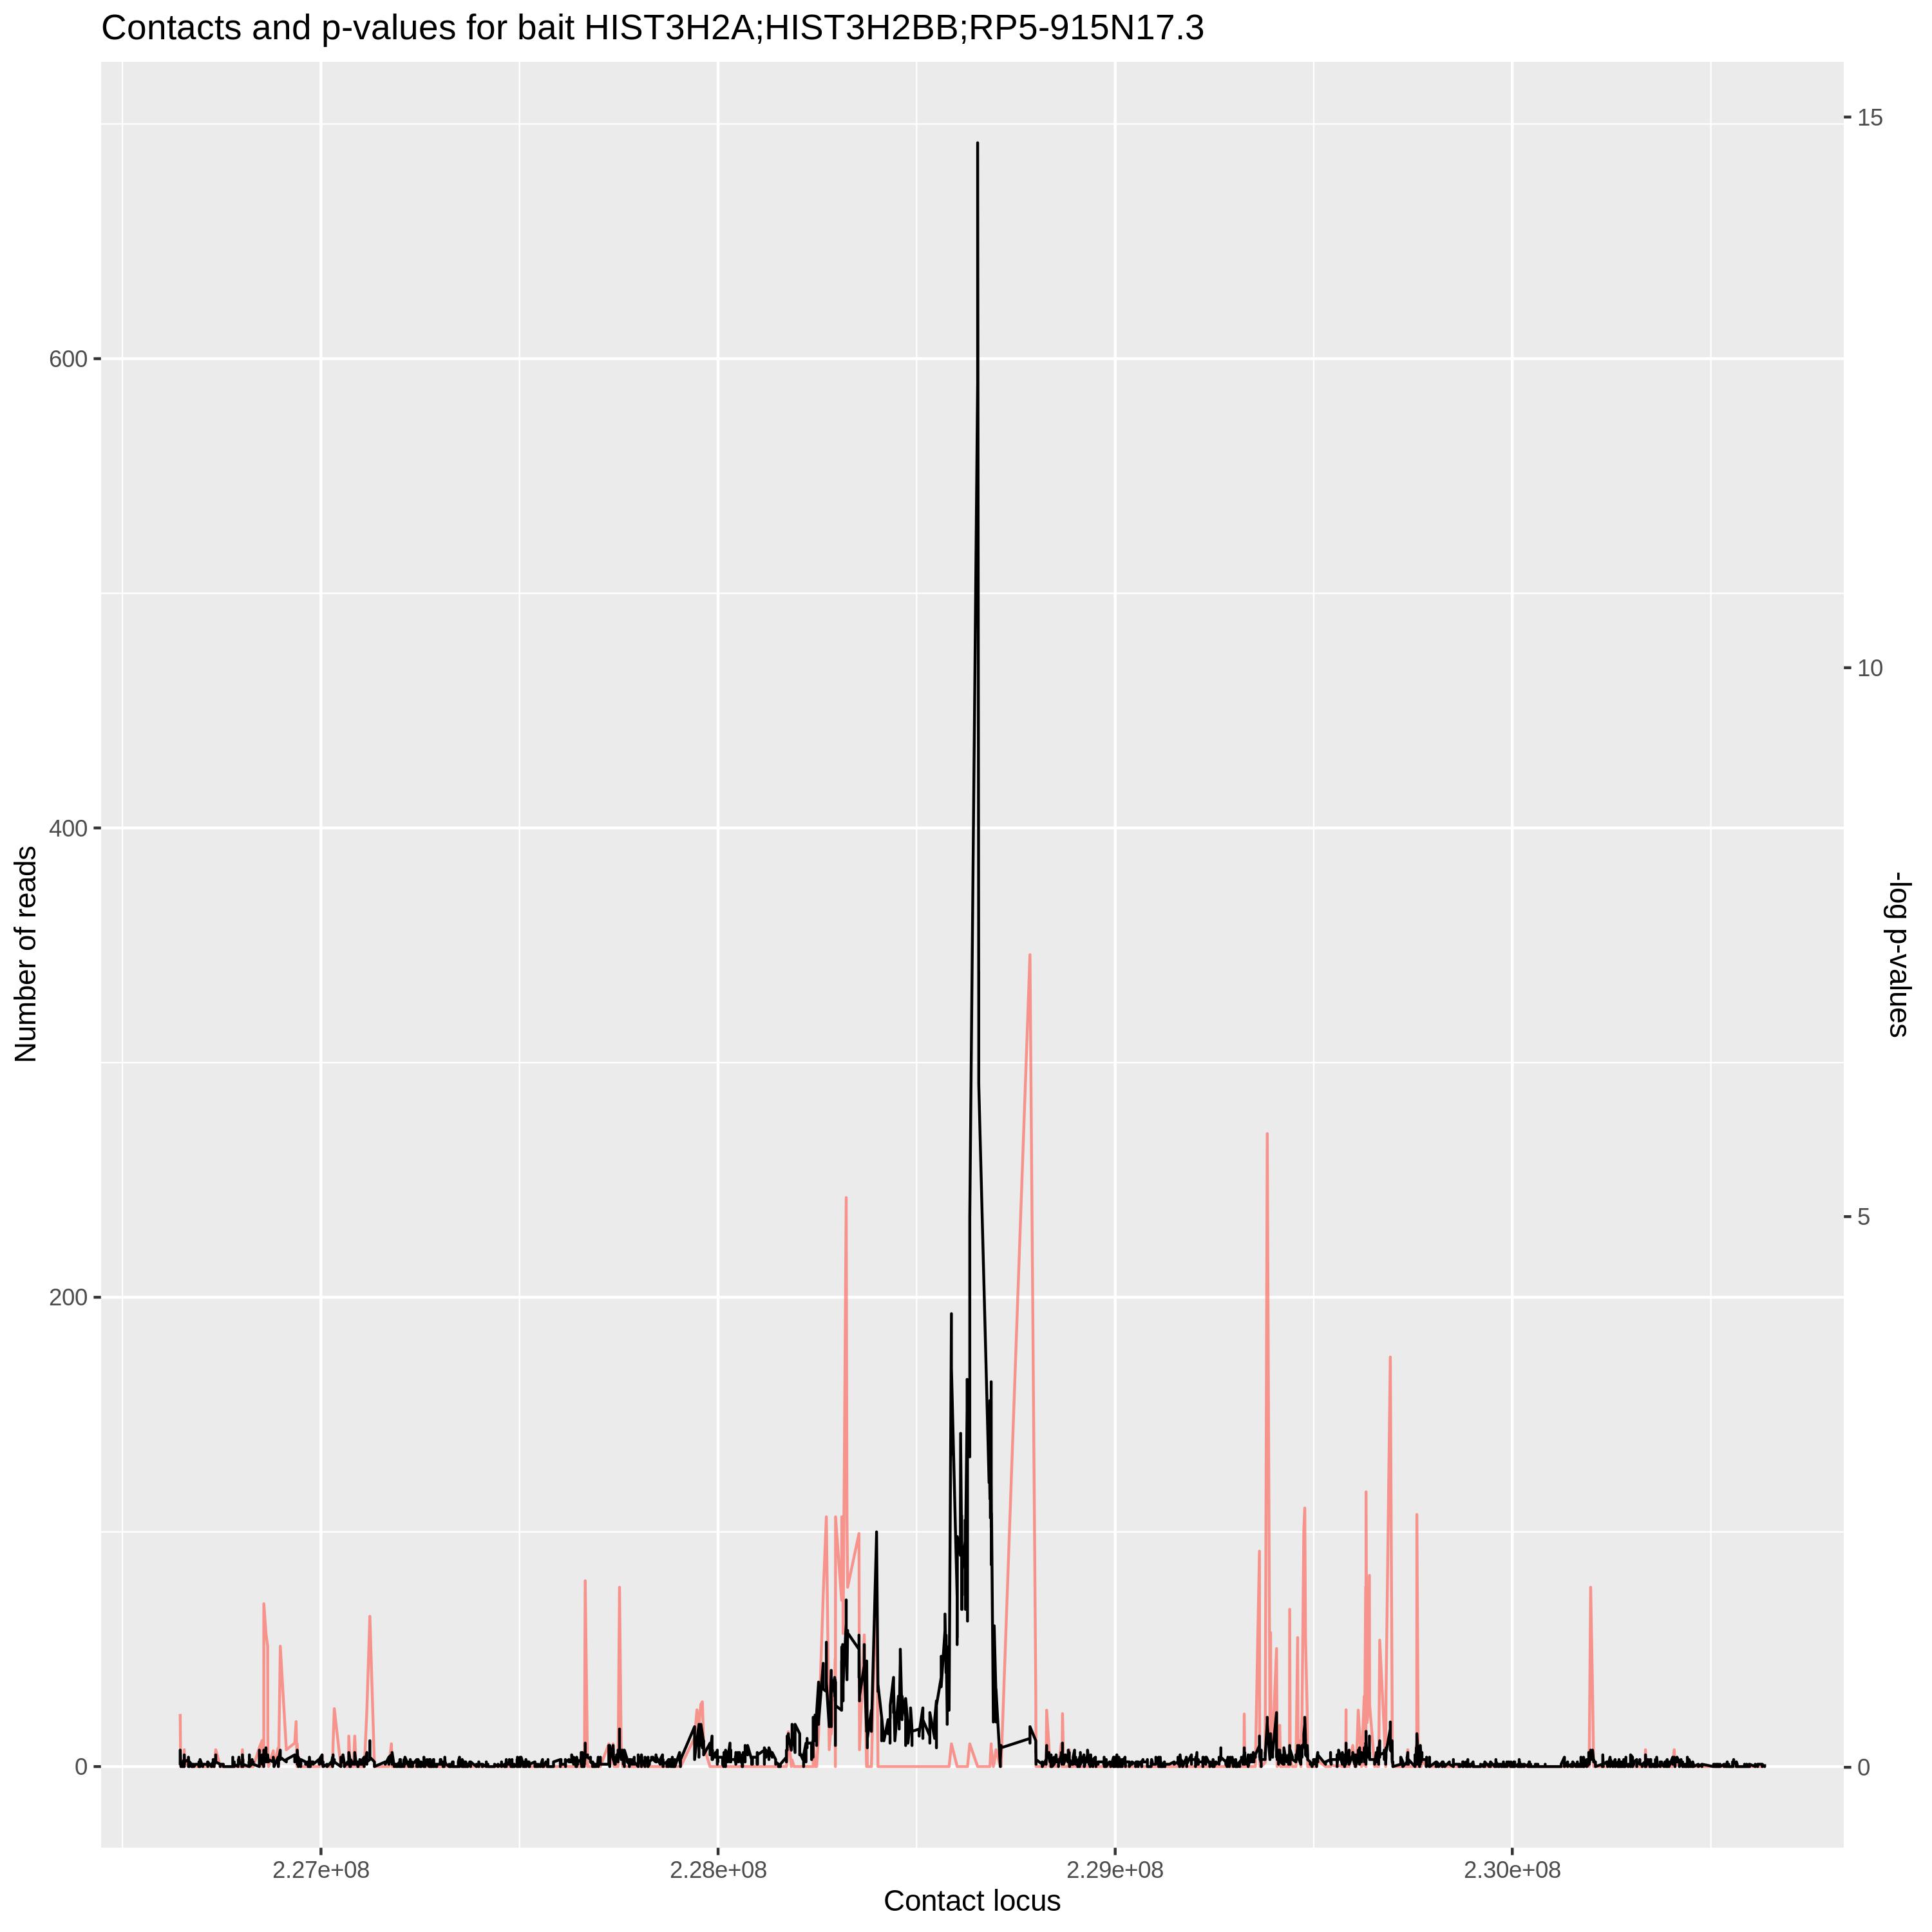 Contacts and p-values for bait HIST3H2A;HIST3H2BB;RP5-915N17.3
600
400
200
0
Number of reads
15
10
5
0
-log p-values
2.27e+08 2.28e+08 2.29e+08 2.30e+08
Contact locus